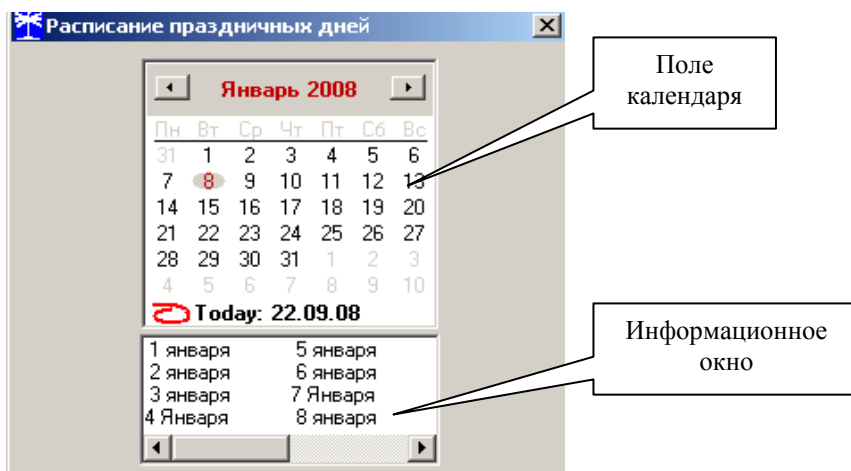 Расписание праздничных дней
Январь 2008
Пн Вт Ср Чт Пт Сб Вс
31 1 2 3 4 5 6
7 8 9 10 11 12 13
14 15 16 17 18 19 20
21 22 23 24 25 26 27
28 29 30 31 1 2 3
4 5 6 7 8 9 10
Today: 22.09.08
1 января 5 января
2 января 6 января
3 января 7 Января
4 Января 8 января
Поле
календаря
Информационное
окно